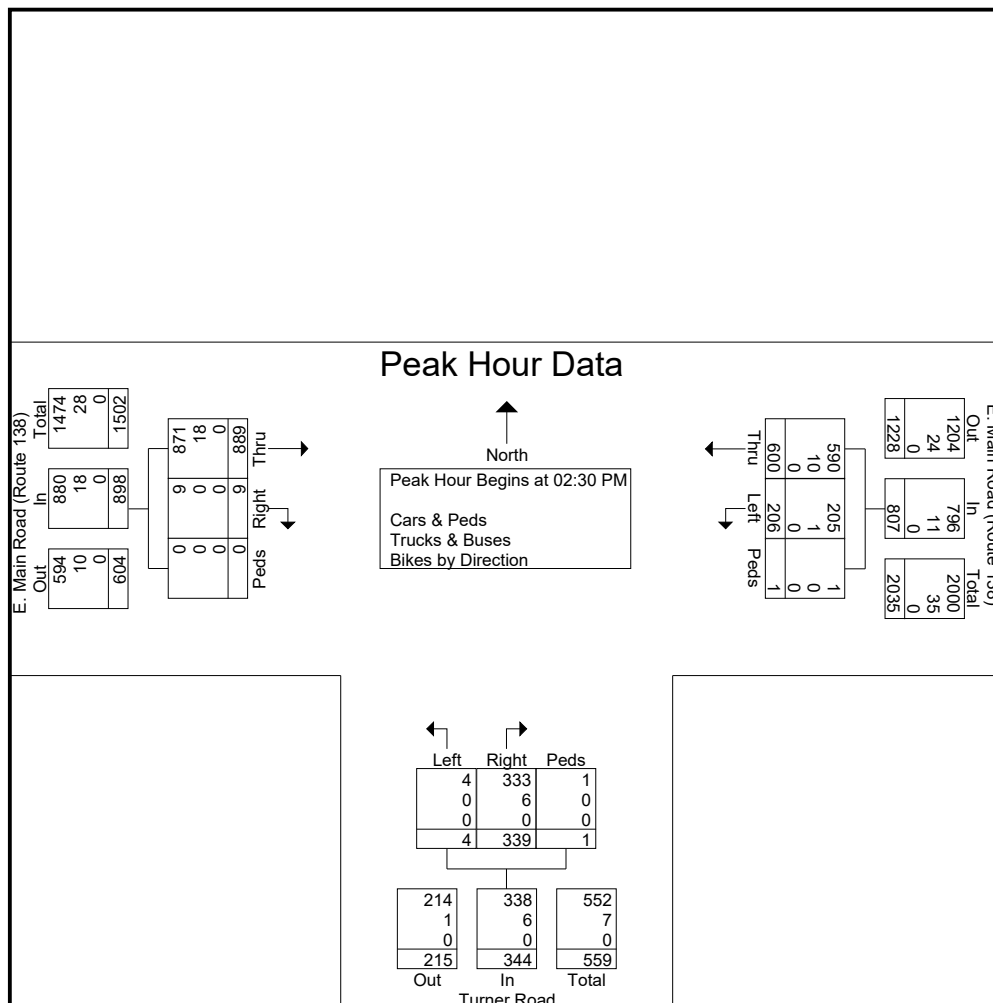 Peak Hour Data
North
Peak Hour Begins at 02:30 PM
Cars & Peds
Trucks & Buses
Bikes by Direction
E. Main Road (Route 138)
Total
1474
28
0
1502
In
880
18
0
898
Out
594
10
0
604
Thru
871
18
0
889
Right
9
0
0
9
Peds
0
0
0
0
E. Main Road (Route 138)
Out
1204
24
0
1228
In
796
11
0
807
Total
2000
35
0
2035
Thru
590
10
0
600
Left
205
1
0
206
Peds
1
0
0
1
Left Right Peds
4 333 1
0 6 0
0 0 0
4 339 1
214 338 552
1 6 7
0 0 0
215 344 559
Out In Total
Turner Road